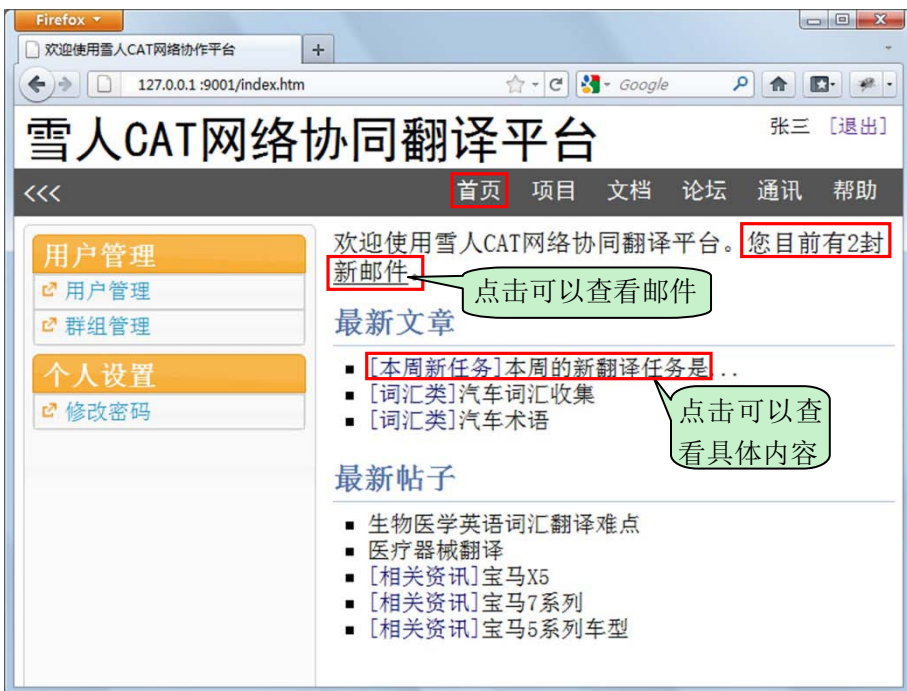 Firefox
欢迎使用雪人CAT网络协作平台
+
127.0.0.1 :9001/index.htm
Google
雪人CAT网络协同翻译平台
张三 [退出]
<<< 首页 项目 文档 论坛 通讯 帮助
用户管理
用户管理
群组管理
个人设置
修改密码
欢迎使用雪人CAT网络协同翻译平台。您目前有2封
新邮件。
点击可以查看邮件
最新文章
[本周新任务]本周的新翻译任务是...
[词汇类]汽车词汇收集
[词汇类]汽车术语
点击可以查
看具体内容
最新帖子
生物医学英语词汇翻译难点
医疗器械翻译
[相关资讯]宝马X5
[相关资讯]宝马7系列
[相关资讯]宝马5系列车型